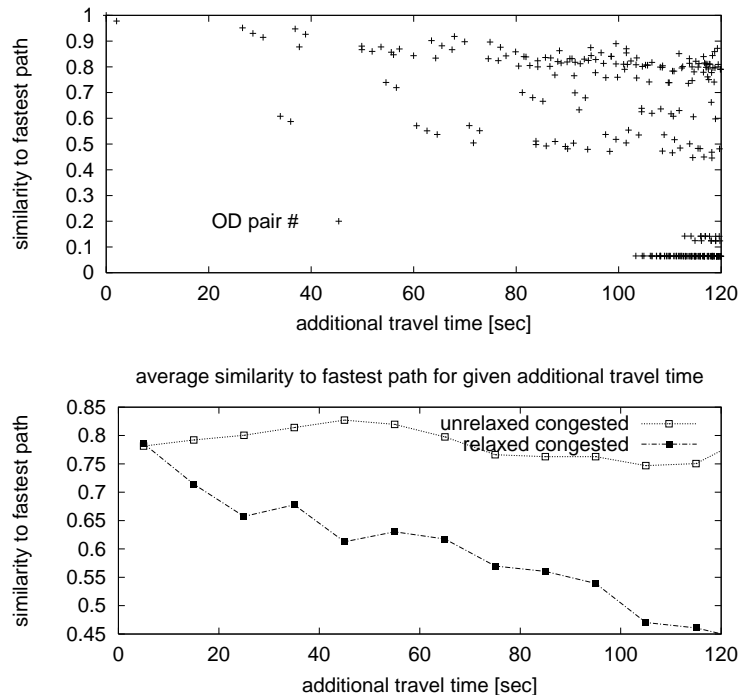 1
0.9
0.8
0.7
0.6
0.5
0.4
0.3
0.2
0.1
0
similarity to fastest path
OD pair #
0 20 40 60 80 100 120
additional travel time [sec]
average similarity to fastest path for given additional travel time
0.85
0.8
0.75
0.7
0.65
0.6
0.55
0.5
0.45
similarity to fastest path
unrelaxed congested
relaxed congested
0 20 40 60 80 100 120
additional travel time [sec]